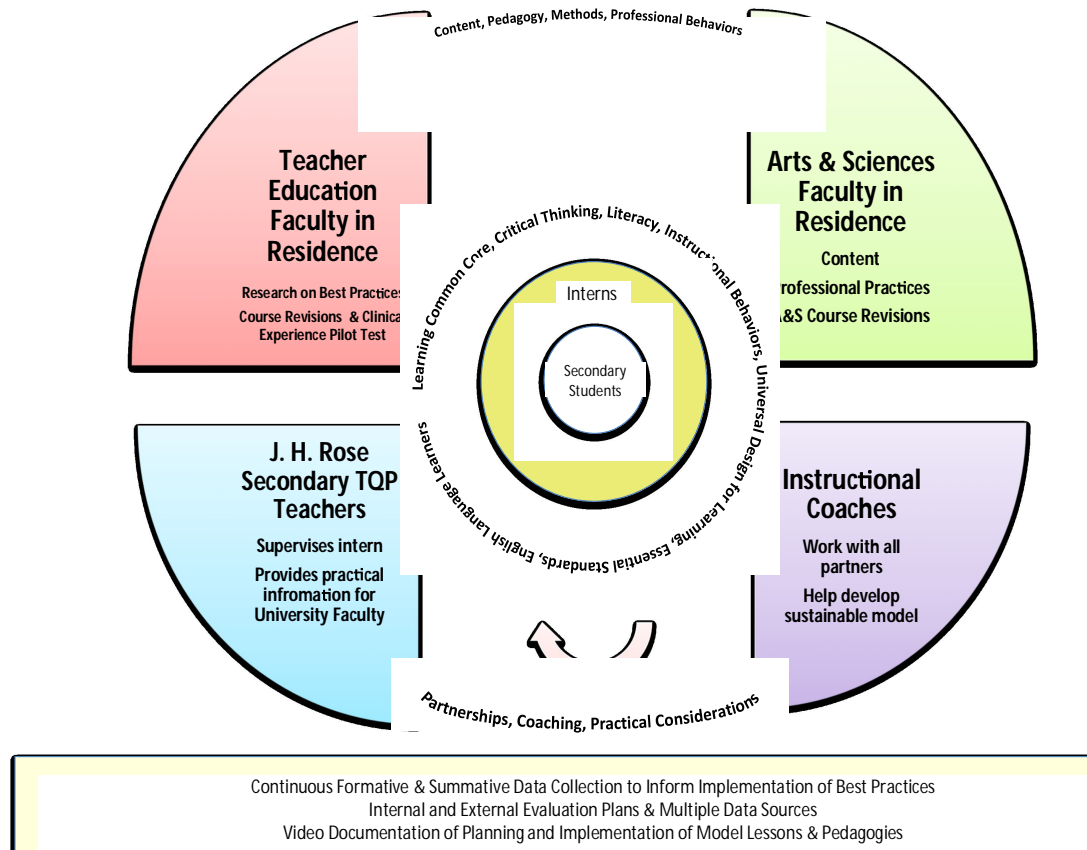 Content, Pedagogy, Methods, Professional Behaviors
Teacher
Education
Faculty in
Residence
Research on Best Practices
Course Revisions & Clinical
Experience Pilot Test
Arts & Sciences
Faculty in
Residence
Content
Professional Practices
A&S Course Revisions
Learning Common Core, Critical Thinking, Literacy, Instructional Behaviors, Universal Design for Learning, Essential Standards, English Language Learners
Interns
Secondary
Students
J. H. Rose
Secondary TQP
Teachers
Supervises intern
Provides practical
infromation for
University Faculty
Instructional
Coaches
Work with all
partners
Help develop
sustainable model
Partnerships, Coaching, Practical Considerations
Continuous Formative & Summative Data Collection to Inform Implementation of Best Practices
Internal and External Evaluation Plans & Multiple Data Sources
Video Documentation of Planning and Implementation of Model Lessons & Pedagogies